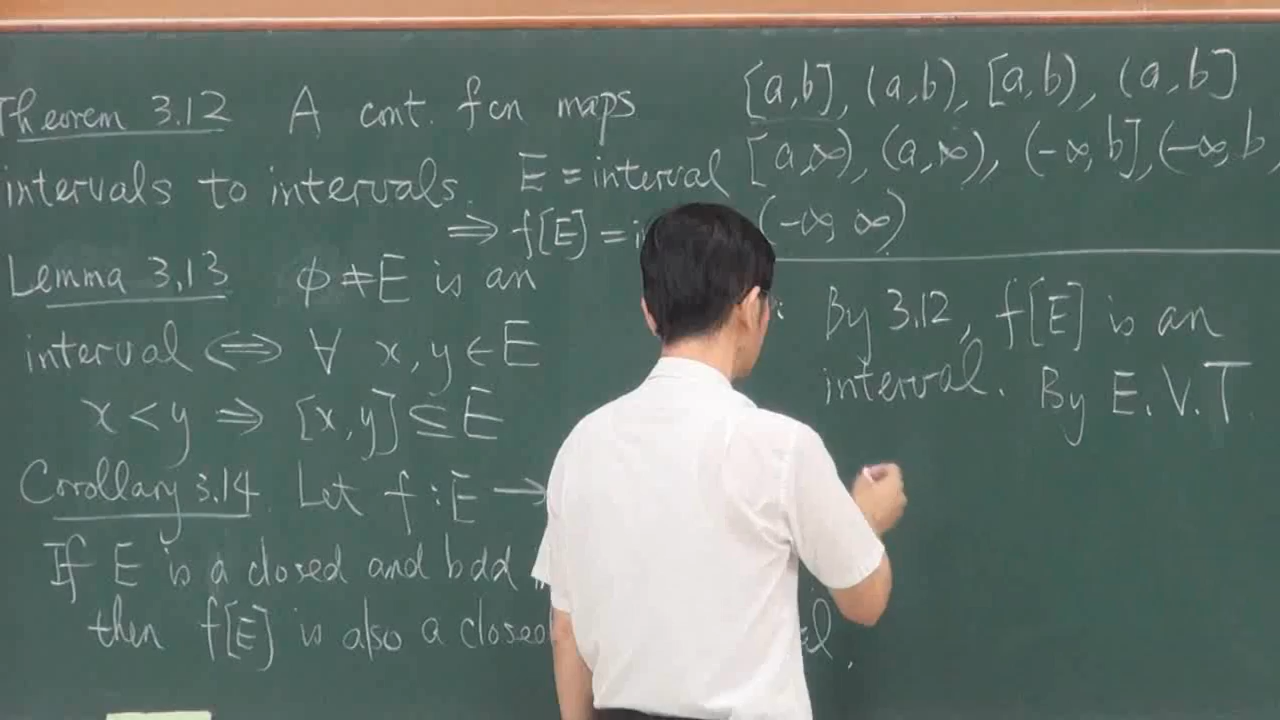 Theorem 3.12 A cont. fcn maps
intervals to intervals. E = interval
⇒ f[E] =
Lemma 3.13 ϕ ≠ E is an
interval ⇔ ∀ x, y ∈ E
x < y ⇒ [x,y] ⊆ E
Corollary 3.14. Let f : E →
If E is a closed and bdd
then f[E] is also a closed
[a,b], (a,b), [a,b), (a,b]
[a,∞), (a,∞), (-∞,b], (-∞,b
(-∞, ∞)
: By 3.12, f[E] is an
interval. By E.V.T.